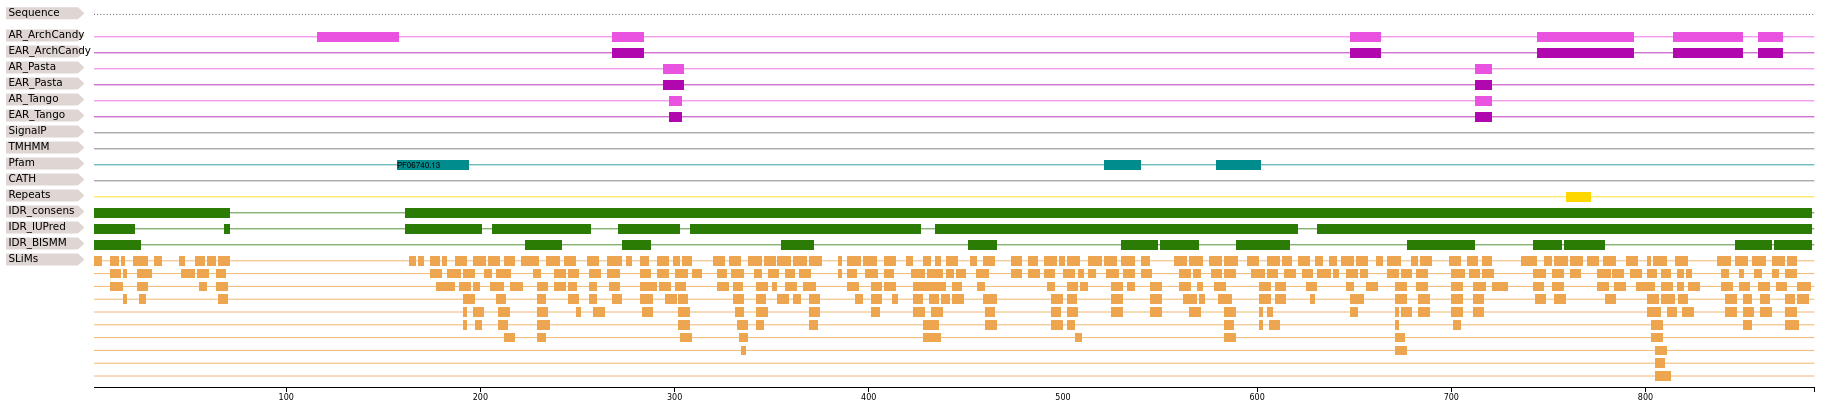 Sequence
AR_ArchCandy
EAR_ArchCandy
AR_Pasta
EAR_Pasta
AR_Tango
EAR_Tango
SignalP
TMHMM
Pfam
PF06740.13
CATH
Repeats
IDR_consens
IDR_IUPred
IDR_BISMM
SLiMs
100 200 300 400 500 600 700 800